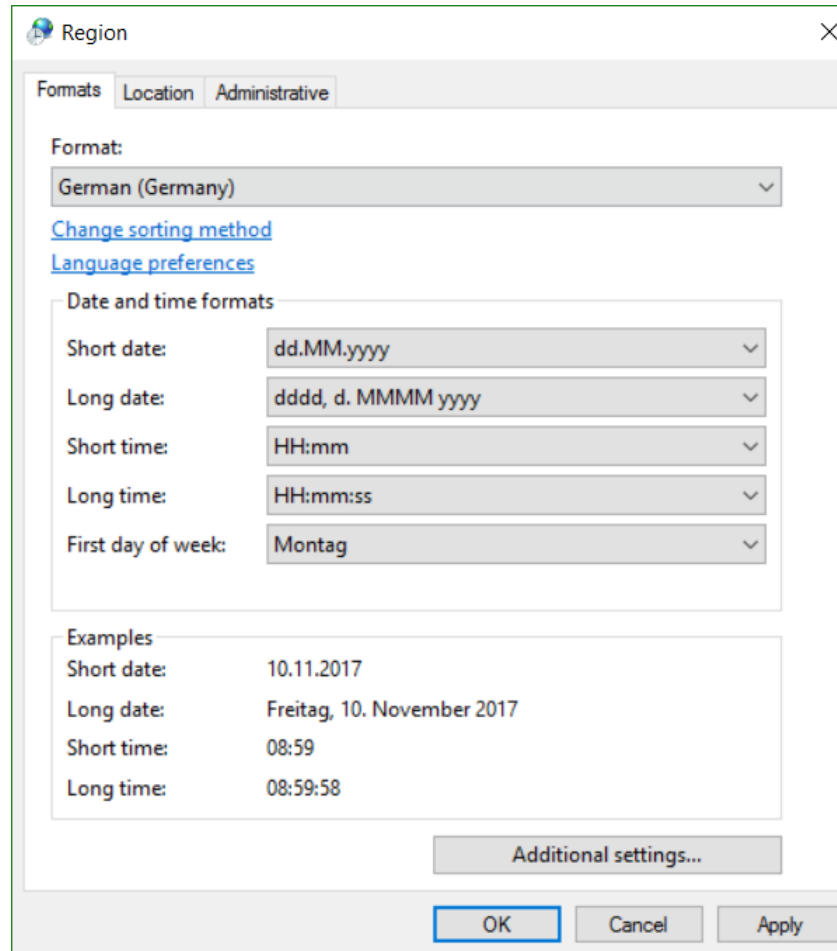 Region
Formats Location Administrative
Format:
German (Germany)
Change sorting method
Language preferences
Date and time formats
Short date: dd.MM.yyyy
Long date: dddd, d. MMMM yyyy
Short time: HH:mm
Long time: HH:mm:ss
First day of week: Montag
Examples
Short date: 10.11.2017
Long date: Freitag, 10. November 2017
Short time: 08:59
Long time: 08:59:58
Additional settings...
OK Cancel Apply